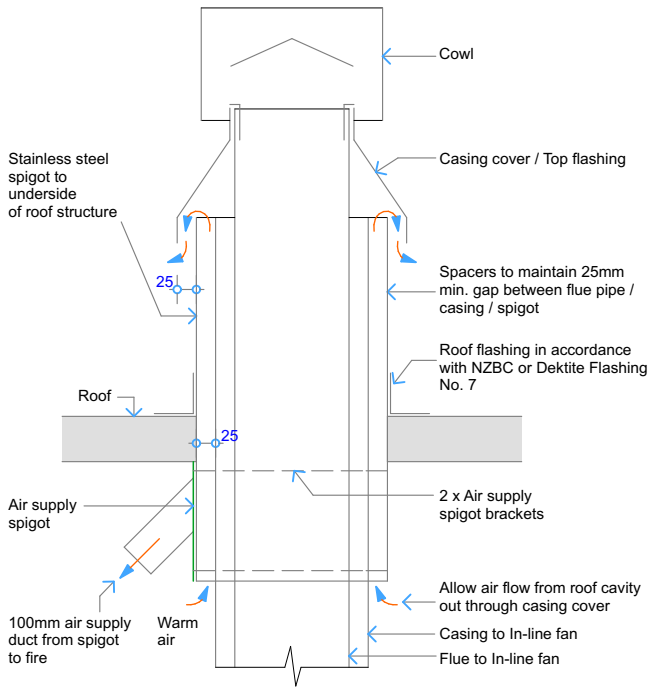 Cowl
Stainless steel
spigot to
underside
of roof structure
Casing cover / Top flashing
25
Spacers to maintain 25mm
min. gap between flue pipe /
casing / spigot
Roof flashing in accordance
with NZBC or Dektite Flashing
No. 7
Roof
25
Air supply
spigot
2 x Air supply
spigot brackets
100mm air supply
duct from spigot
to fire
Warm
air
Allow air flow from roof cavity
out through casing cover
Casing to In-line fan
Flue to In-line fan